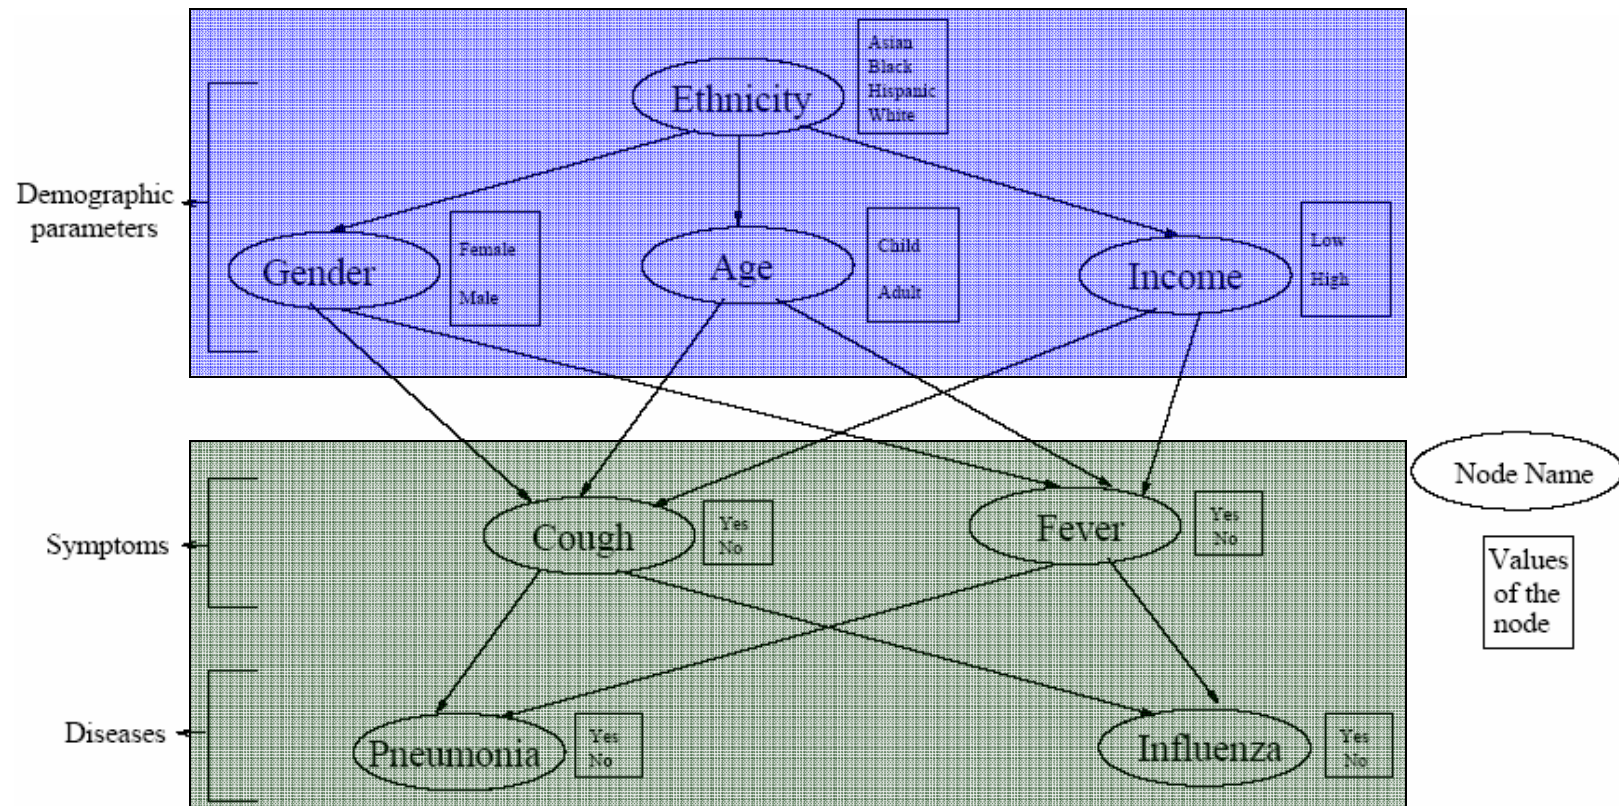 Ethnicity
Asian
Black
Hispanic
White
Demographic
parameters
Gender
Female
Male
Age
Child
Adult
Income
Low
High
Symptoms
Cough
Yes
No
Fever
Yes
No
Node Name
Values
of the
node
Diseases
Pneumonia
Yes
No
Influenza
Yes
No